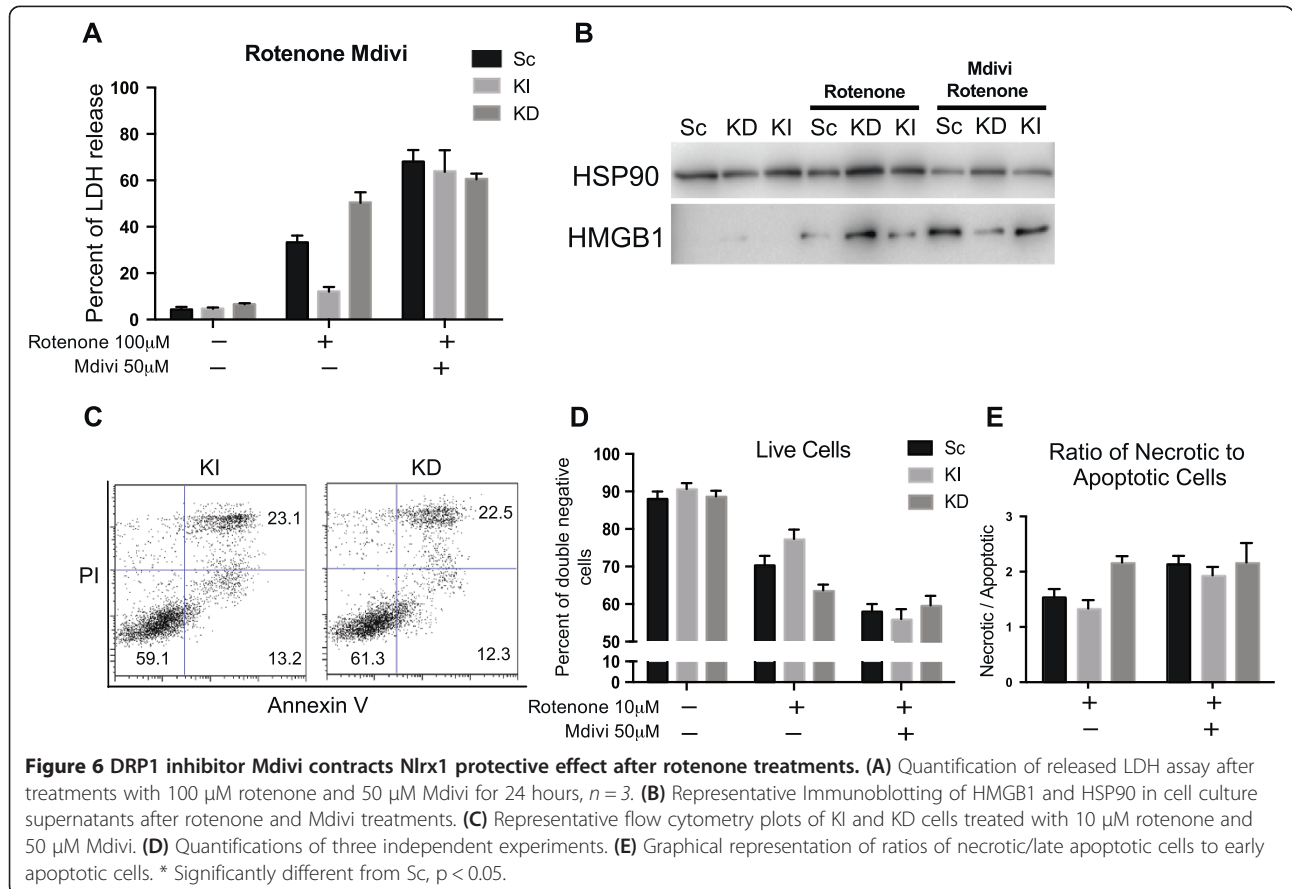 A
Rotenone Mdivi
Sc
KI
KD
Percent of LDH release
100
80
60
40
20
0
Rotenone 100μM − + +
Mdivi 50μM − − +
B
Rotenone
Mdivi
Rotenone
Sc KD KI Sc KD KI Sc KD KI
HSP90
HMGB1
C
KI
KD
PI
23.1
59.1
13.2
22.5
61.3
12.3
Annexin V
D
Live Cells
Sc
KI
KD
Percent of double negative
cells
100
90
80
70
60
50
10
0
Rotenone 10μM − + +
Mdivi 50μM − − +
E
Ratio of Necrotic to
Apoptotic Cells
Necrotic / Apoptotic
3
2
1
0
+ +
− +
Figure 6 DRP1 inhibitor Mdivi contracts Nlrx1 protective effect after rotenone treatments. (A) Quantification of released LDH assay after
treatments with 100 μM rotenone and 50 μM Mdivi for 24 hours, n = 3. (B) Representative Immunoblotting of HMGB1 and HSP90 in cell culture
supernatants after rotenone and Mdivi treatments. (C) Representative flow cytometry plots of KI and KD cells treated with 10 μM rotenone and
50 μM Mdivi. (D) Quantifications of three independent experiments. (E) Graphical representation of ratios of necrotic/late apoptotic cells to early
apoptotic cells. * Significantly different from Sc, p < 0.05.